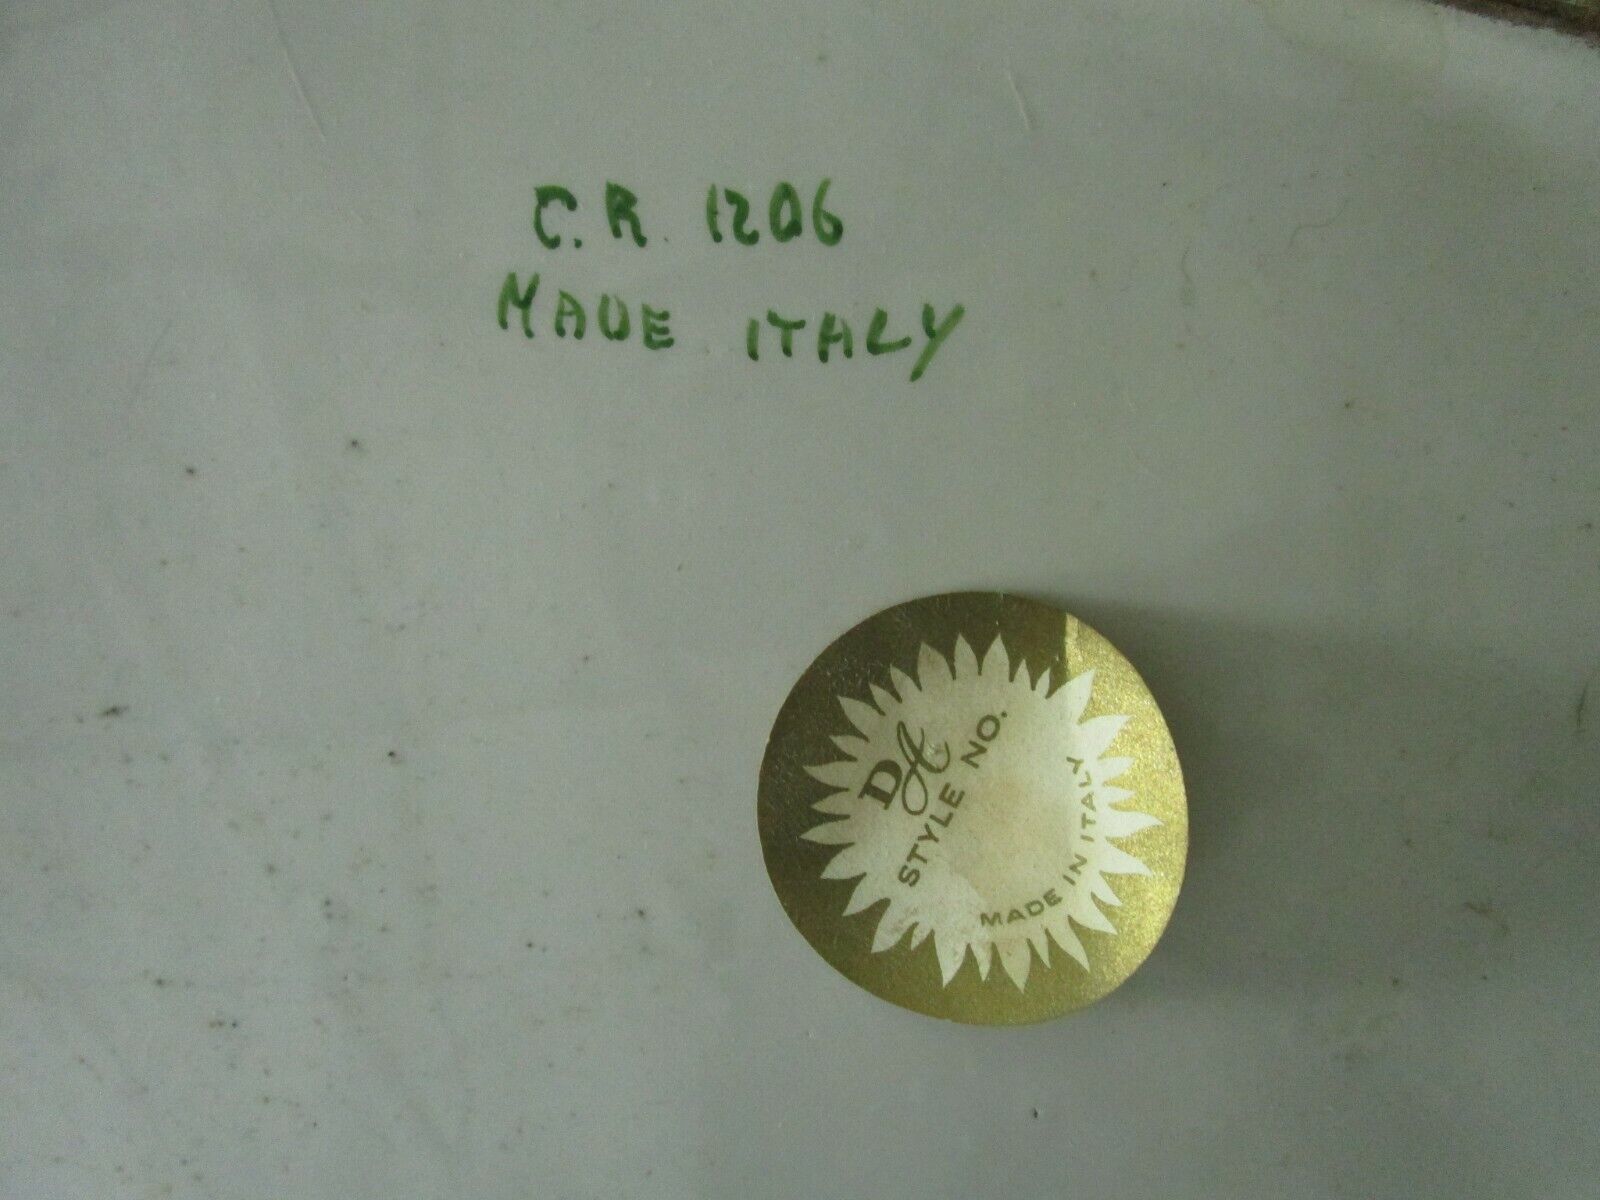 C.R. 1206
MADE ITALY
DA
STYLE NO.
MADE IN ITALY